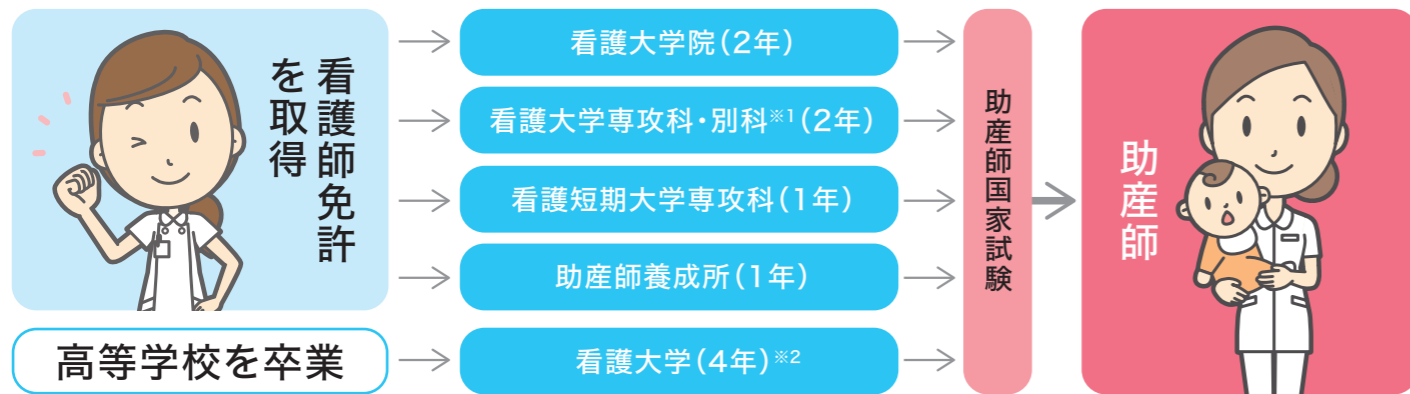 看護師免許
を取得
高等学校を卒業
看護大学院(2年)
看護大学専攻科・別科※1(2年)
看護短期大学専攻科(1年)
助産師養成所(1年)
看護大学(4年)※2
助産師国家試験
助産師